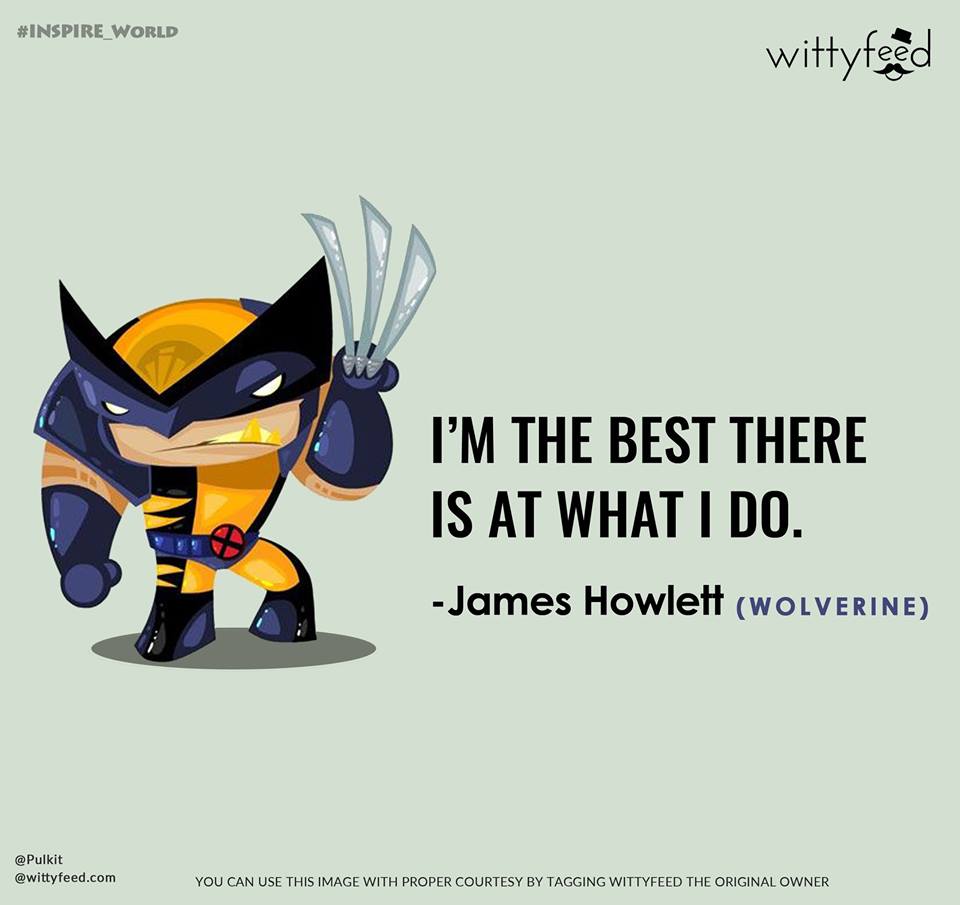 #INSPIRE_WORLD
wittyfeed
I'M THE BEST THERE
IS AT WHAT I DO.
-James Howlett (WOLVERINE)
@Pulkit
@wittyfeed.com
YOU CAN USE THIS IMAGE WITH PROPER COURTESY BY TAGGING WITTYFEED THE ORIGINAL OWNER